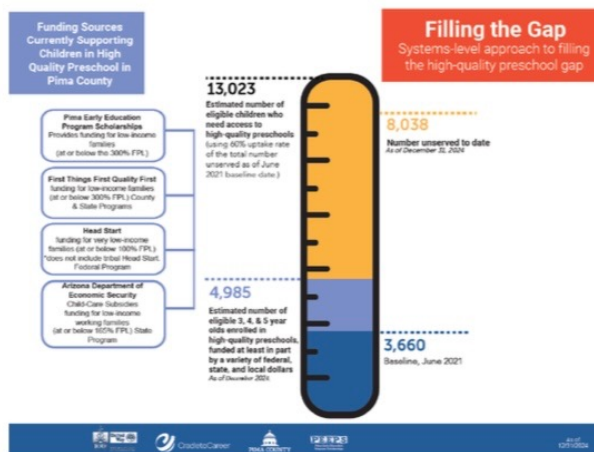 Funding Sources
Currently Supporting
Children in High
Quality Preschool in
Pima County
Filling the Gap
Systems-level approach to filling
the high-quality preschool gap
Pima Early Education
Program Scholarships
Provides funding for low-income
families
(at or below the 300% FPL)
First Things First Quality First
funding for low-income families
(at or below 300% FPL) County
& State Programs
Head Start
funding for very low-income
families (at or below 100% FPL)
*does not include tribal Head Start.
Federal Program
Arizona Department of
Economic Security
Child-Care Subsidies
funding for low-income
working families
(at or below 165% FPL) State
Program
13,023
Estimated number of
eligible children who
need access to
high-quality preschools
(using 60% uptake rate
of the total number
unserved as of June
2021 baseline date.)
8,038
Number unserved to date
As of December 31, 2024
4,985
Estimated number of
eligible 3, 4, & 5 year
olds enrolled in
high-quality preschools,
funded at least in part
by a variety of federal,
state, and local dollars
As of December
3,660
Baseline, June 2021
CradletoCareer
PIMA COUNTY
PEEPS
as of
12/31/2024